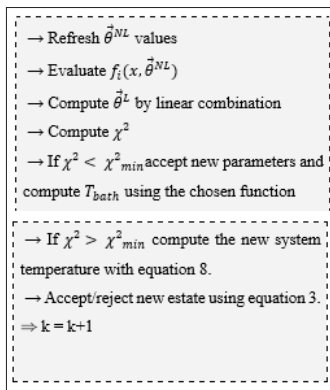 → Refresh θ⃗^NL values
→ Evaluate f_i(x, θ⃗^NL)
→ Compute θ⃗^L by linear combination
→ Compute χ²
→ If χ² < χ²_min accept new parameters and
compute T_bath using the chosen function
→ If χ² > χ²_min compute the new system
temperature with equation 8.
→ Accept/reject new estate using equation 3.
⇒ k = k+1